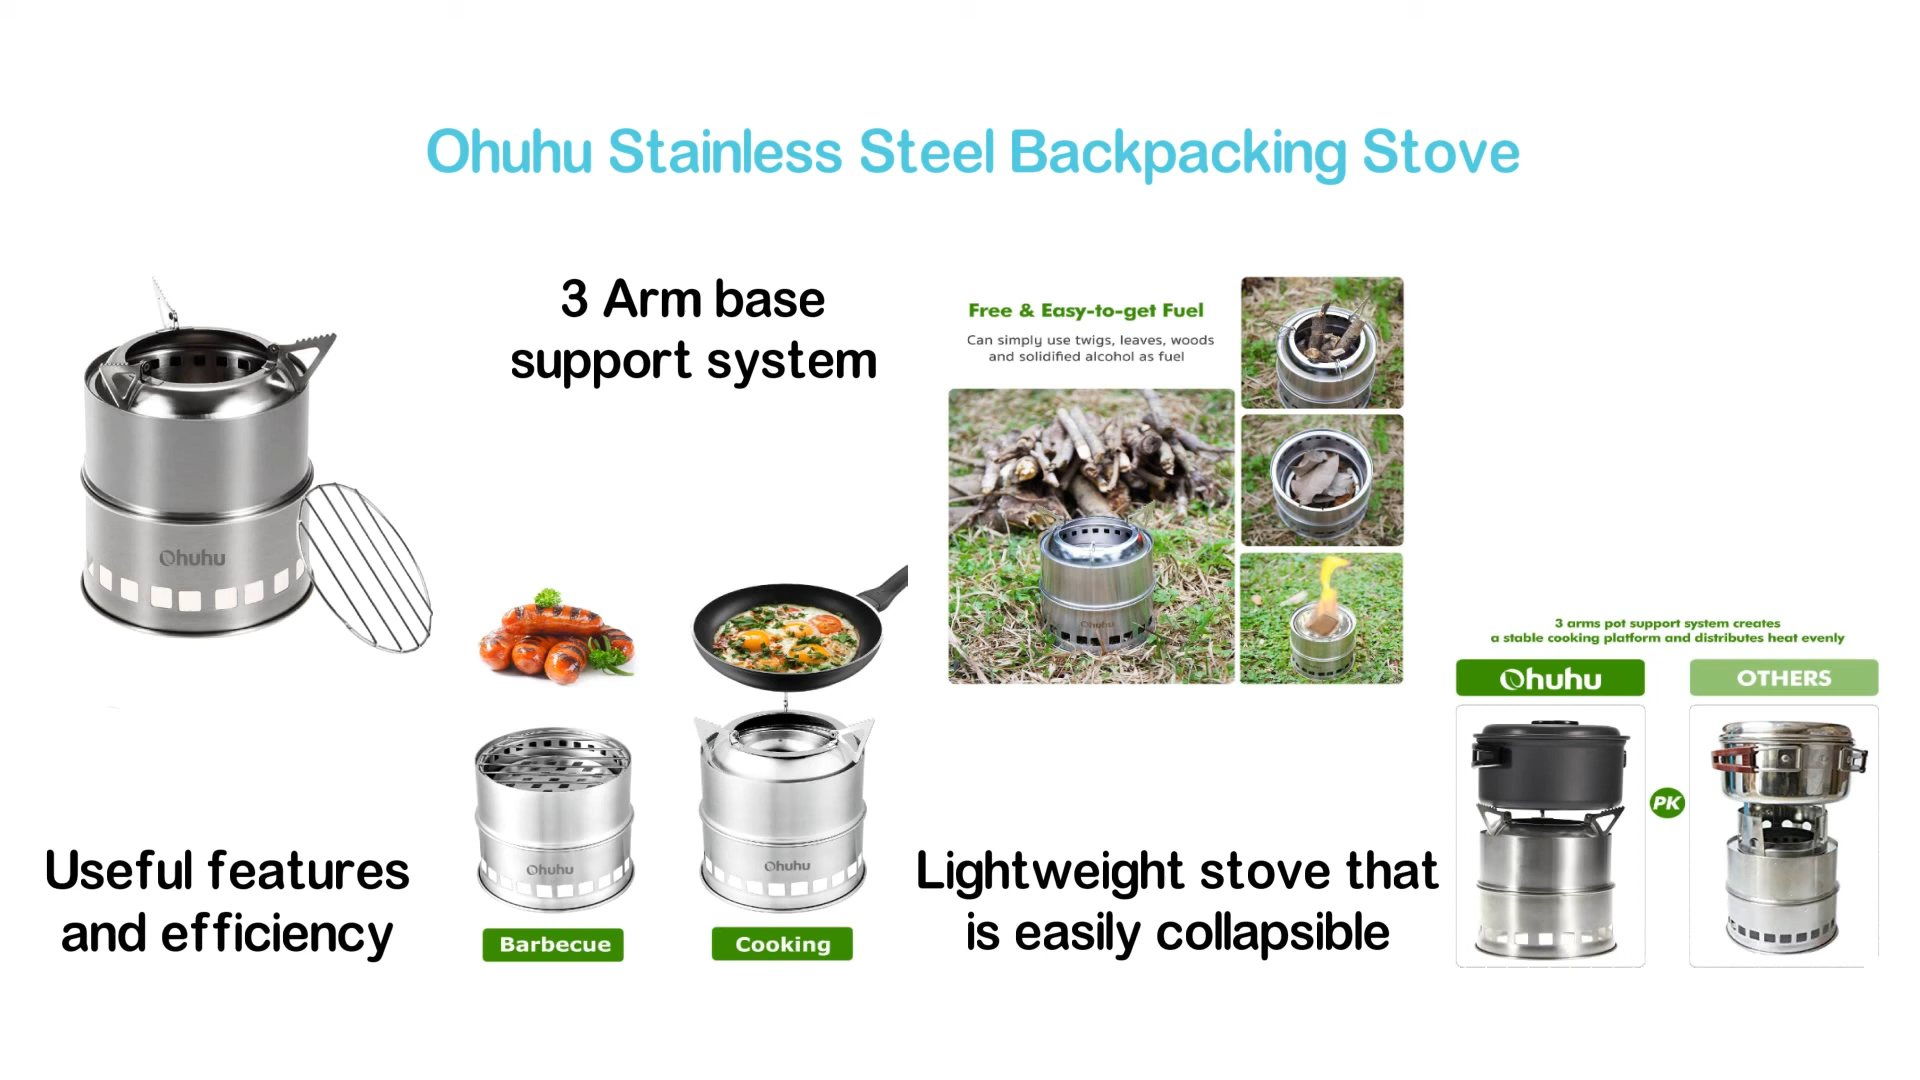 Ohuhu Stainless Steel Backpacking Stove
3 Arm base
support system
Free & Easy-to-get Fuel
Can simply use twigs, leaves, woods
and solidified alcohol as fuel
Ohuhu
Ohuhu
3 arms pot support system creates
a stable cooking platform and distributes heat evenly
Ohuhu
OTHERS
PK
Useful features
and efficiency
Ohuhu
Ohuhu
Barbecue
Cooking
Lightweight stove that
is easily collapsible